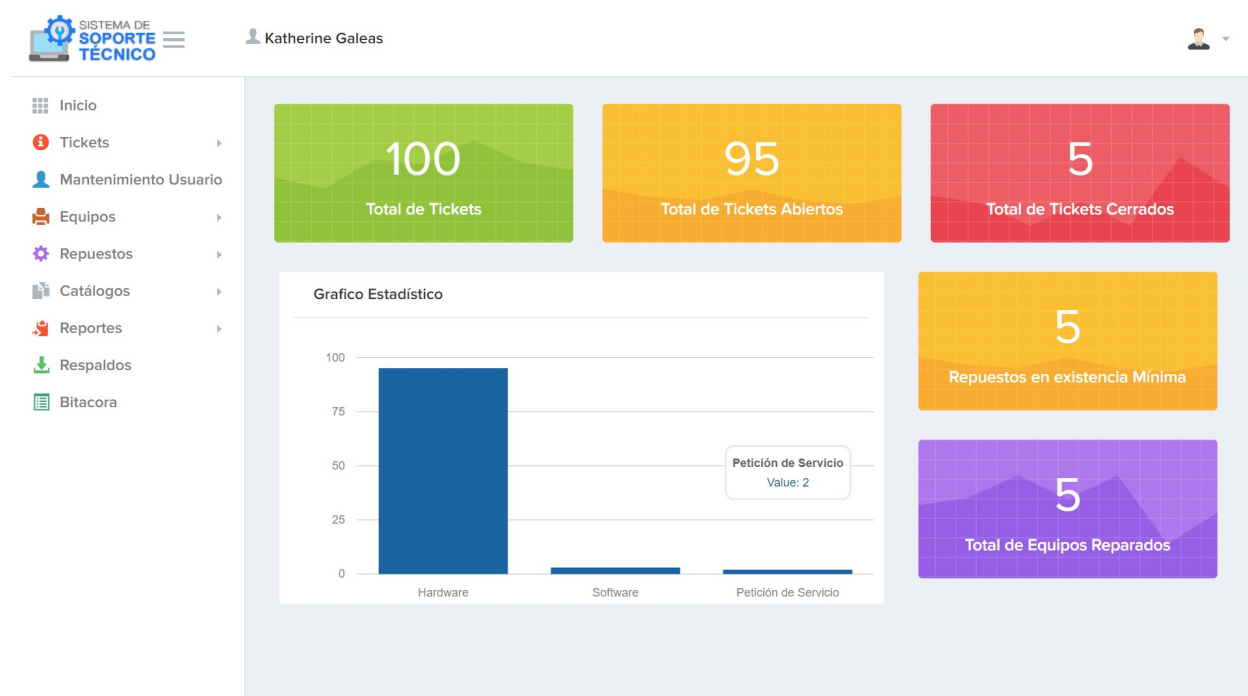 SISTEMA DE
SOPORTE
TÉCNICO
Katherine Galeas
Inicio
Tickets
Mantenimiento Usuario
Equipos
Repuestos
Catálogos
Reportes
Respaldos
Bitacora
100
Total de Tickets
95
Total de Tickets Abiertos
5
Total de Tickets Cerrados
Grafico Estadístico
100
75
50
25
0
Petición de Servicio
Value: 2
Hardware
Software
Petición de Servicio
5
Repuestos en existencia Mínima
5
Total de Equipos Reparados